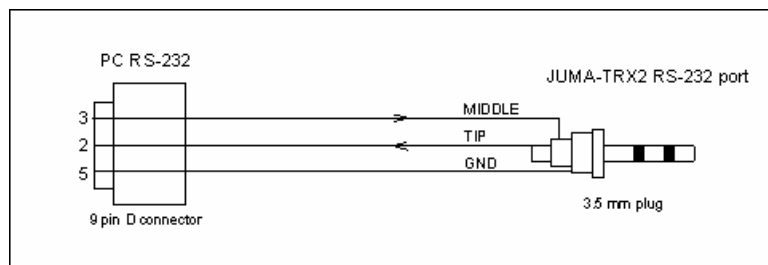 PC RS-232
JUMA-TRX2 RS-232 port
3
MIDDLE
2
TIP
5
GND
9 pin D connector
3.5 mm plug